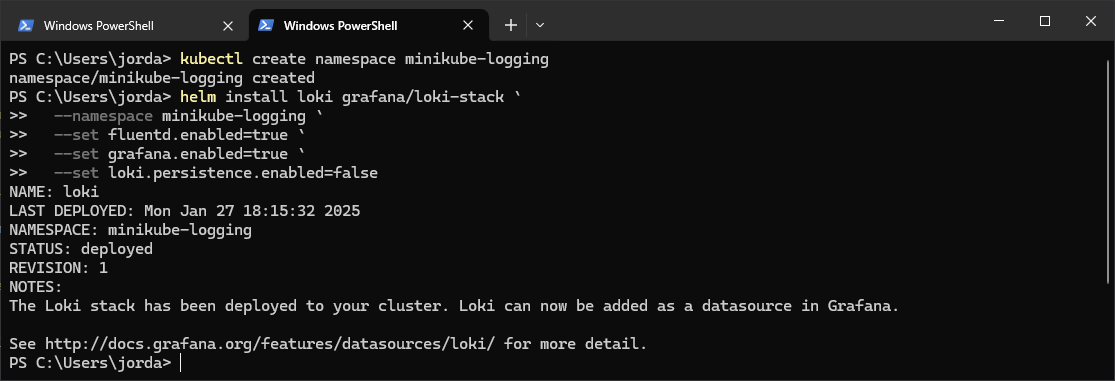 Windows PowerShell
Windows PowerShell
PS C:\Users\jorda> kubectl create namespace minikube-logging
namespace/minikube-logging created
PS C:\Users\jorda> helm install loki grafana/loki-stack `
>>   --namespace minikube-logging `
>>   --set fluentd.enabled=true `
>>   --set grafana.enabled=true `
>>   --set loki.persistence.enabled=false
NAME: loki
LAST DEPLOYED: Mon Jan 27 18:15:32 2025
NAMESPACE: minikube-logging
STATUS: deployed
REVISION: 1
NOTES:
The Loki stack has been deployed to your cluster. Loki can now be added as a datasource in Grafana.
See http://docs.grafana.org/features/datasources/loki/ for more detail.
PS C:\Users\jorda>